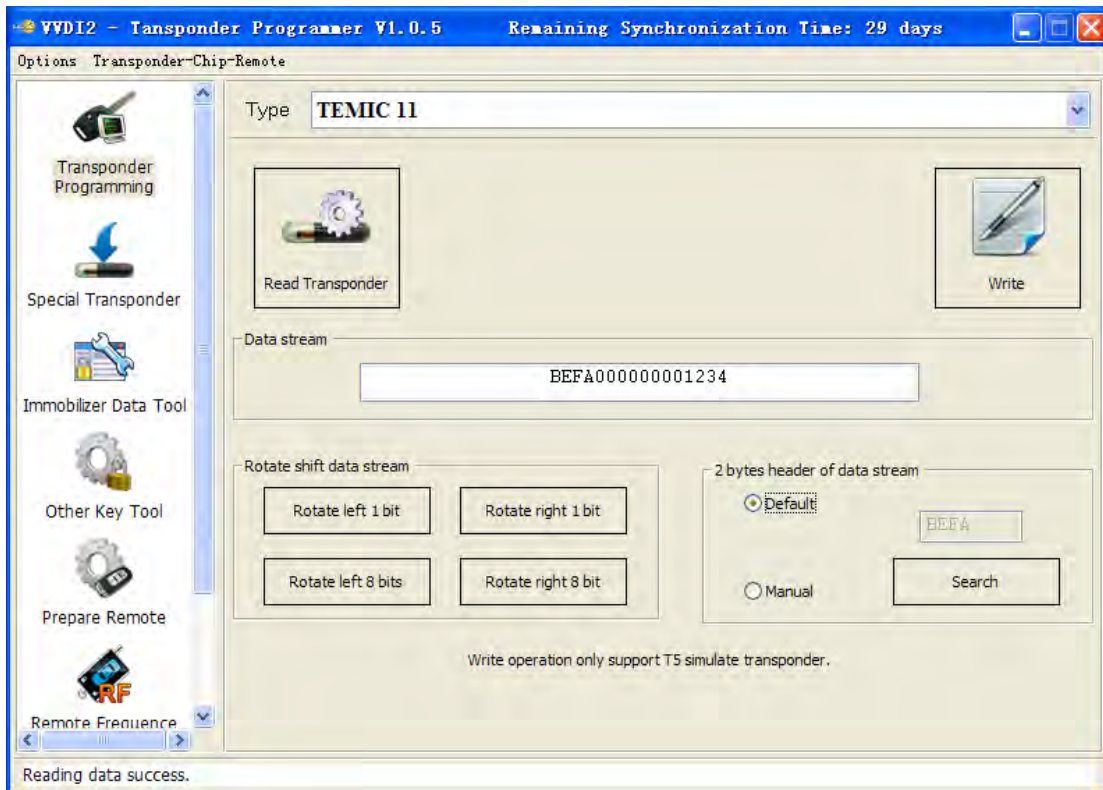 VVDI2 - Tansponder Programmer V1.0.5 Remaining Synchronization Time: 29 days
Options Transponder-Chip-Remote
Transponder
Programming
Special Transponder
Immobilizer Data Tool
Other Key Tool
Prepare Remote
RF
Remote Frequence
Type TEMIC 11
Read Transponder
Write
Data stream
BEFA000000001234
Rotate shift data stream
Rotate left 1 bit Rotate right 1 bit
Rotate left 8 bits Rotate right 8 bit
2 bytes header of data stream
Default
BEFA
Manual
Search
Write operation only support T5 simulate transponder.
Reading data success.